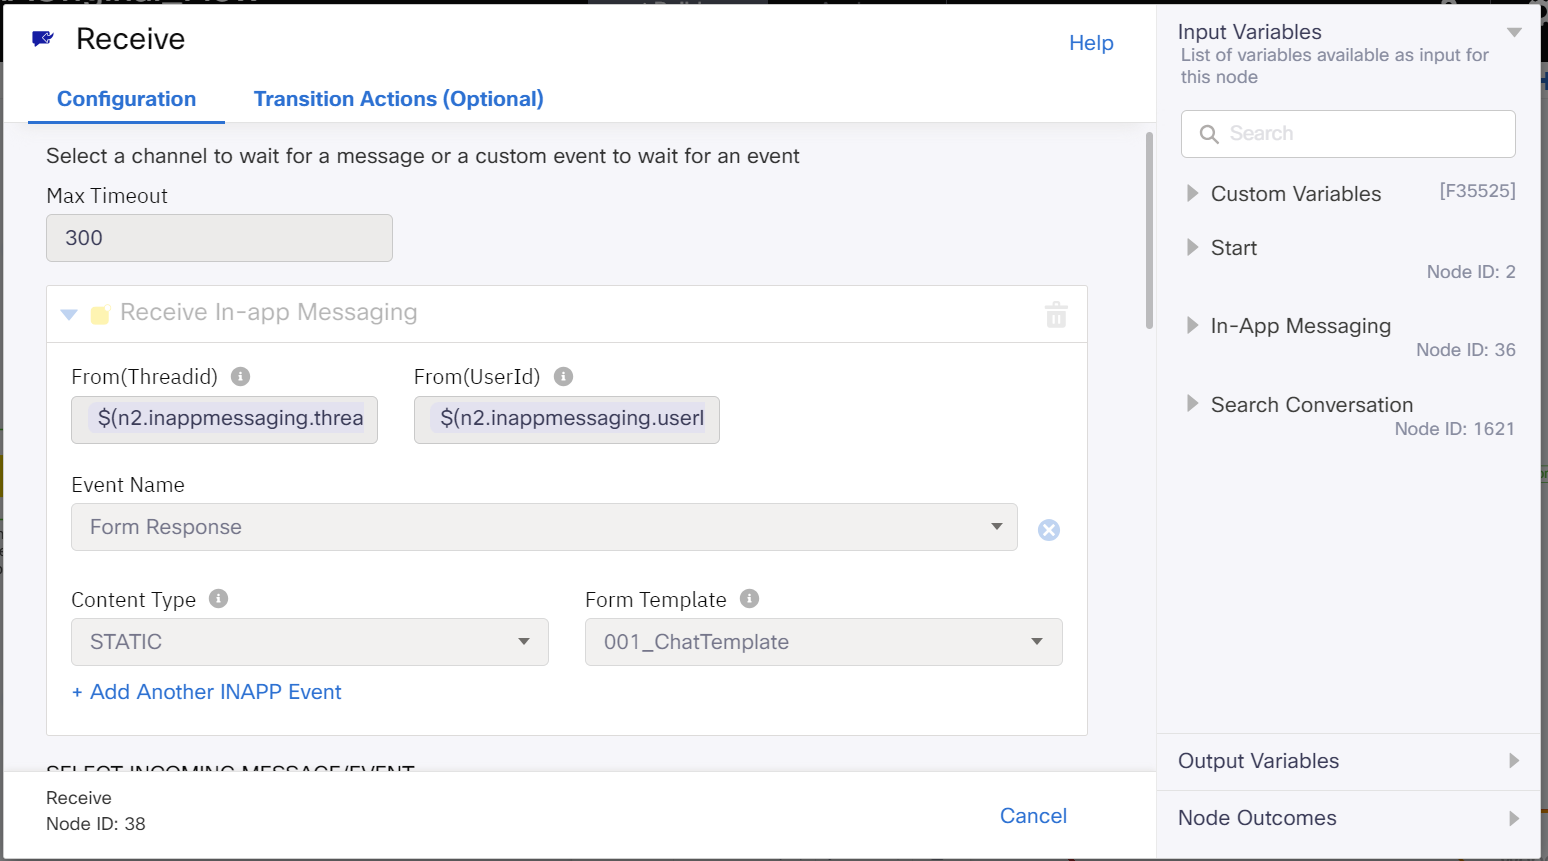 Receive
Help
Configuration
Transition Actions (Optional)
Select a channel to wait for a message or a custom event to wait for an event
Max Timeout
300
Receive In-app Messaging
From(Threadid)
From(UserId)
$(n2.inappmessaging.threa
$(n2.inappmessaging.userI
Event Name
Form Response
Content Type
Form Template
STATIC
001_ChatTemplate
+ Add Another INAPP Event
SELECT INCOMING MESSAGE/EVENT
Receive
Node ID: 38
Cancel
Input Variables
List of variables available as input for
this node
Search
Custom Variables
[F35525]
Start
Node ID: 2
In-App Messaging
Node ID: 36
Search Conversation
Node ID: 1621
Output Variables
Node Outcomes